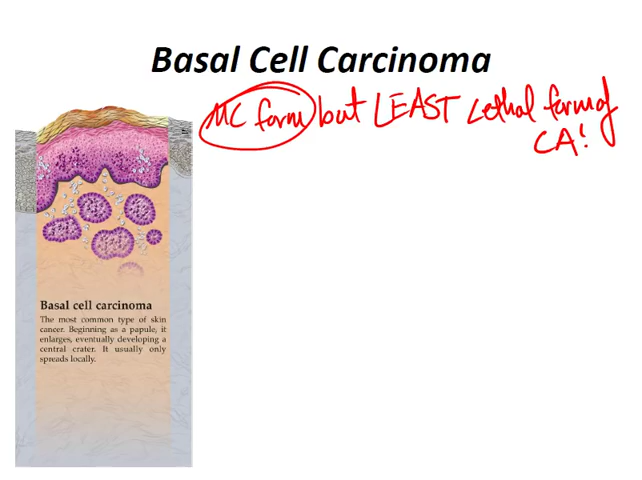 Basal Cell Carcinoma
MC form but LEAST Lethal form of
CA!
Basal cell carcinoma
The most common type of skin
cancer. Beginning as a papule, it
enlarges, eventually developing a
central crater. It usually only
spreads locally.